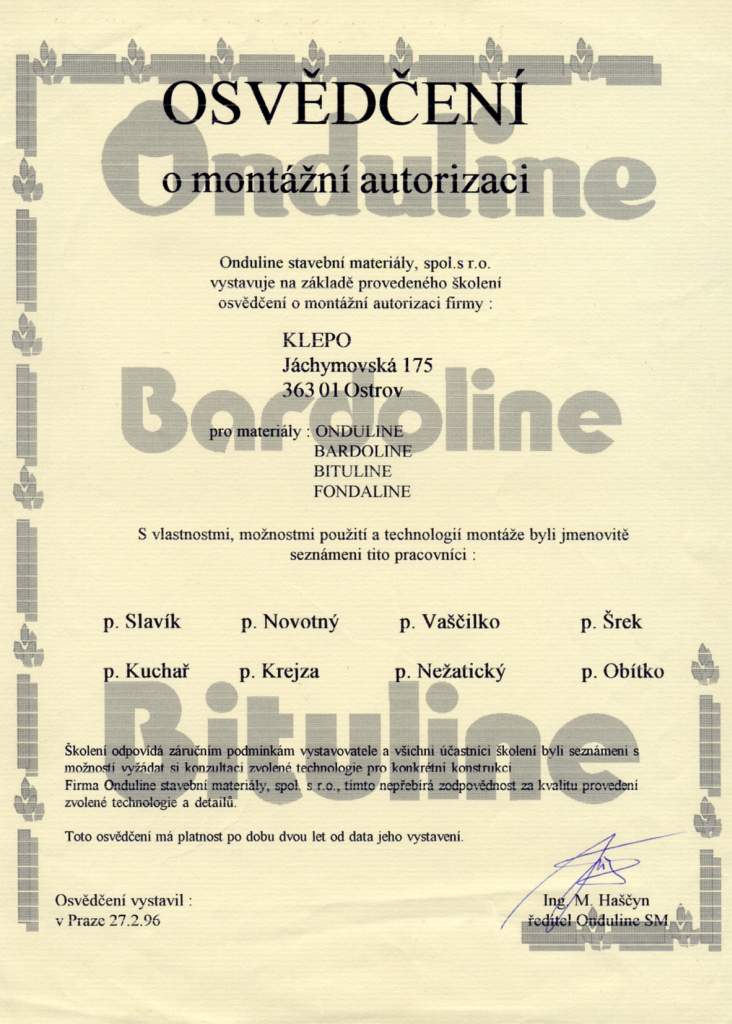 OSVĚDČENÍ
Onduline
o montážní autorizaci
Onduline stavební materiály, spol.s r.o.
vystavuje na základě provedeného školení
osvědčení o montážní autorizaci firmy :
KLEPO
Jáchymovská 175
363 01 Ostrov
Bardoline
pro materiály : ONDULINE
BARDOLINE
BITULINE
FONDALINE
S vlastnostmi, možnostmi použití a technologií montáže byli jmenovitě
seznámeni tito pracovníci :
p. Slavík p. Novotný p. Vaščilko p. Šrek
p. Kuchař p. Krejza p. Nežatický p. Obítko
Bituline
Školení odpovídá záručním podmínkám vystavovatele a všichni účastníci školení byli seznámeni s
možností vyžádat si konzultaci zvolené technologie pro konkrétní konstrukci
Firma Onduline stavební materiály, spol. s r.o., tímto nepřebírá zodpovědnost za kvalitu provedení
zvolené technologie a detailů.
Toto osvědčení má platnost po dobu dvou let od data jeho vystavení.
Osvědčení vystavil :
v Praze 27.2.96
Ing. M. Haščyn
ředitel Onduline SM